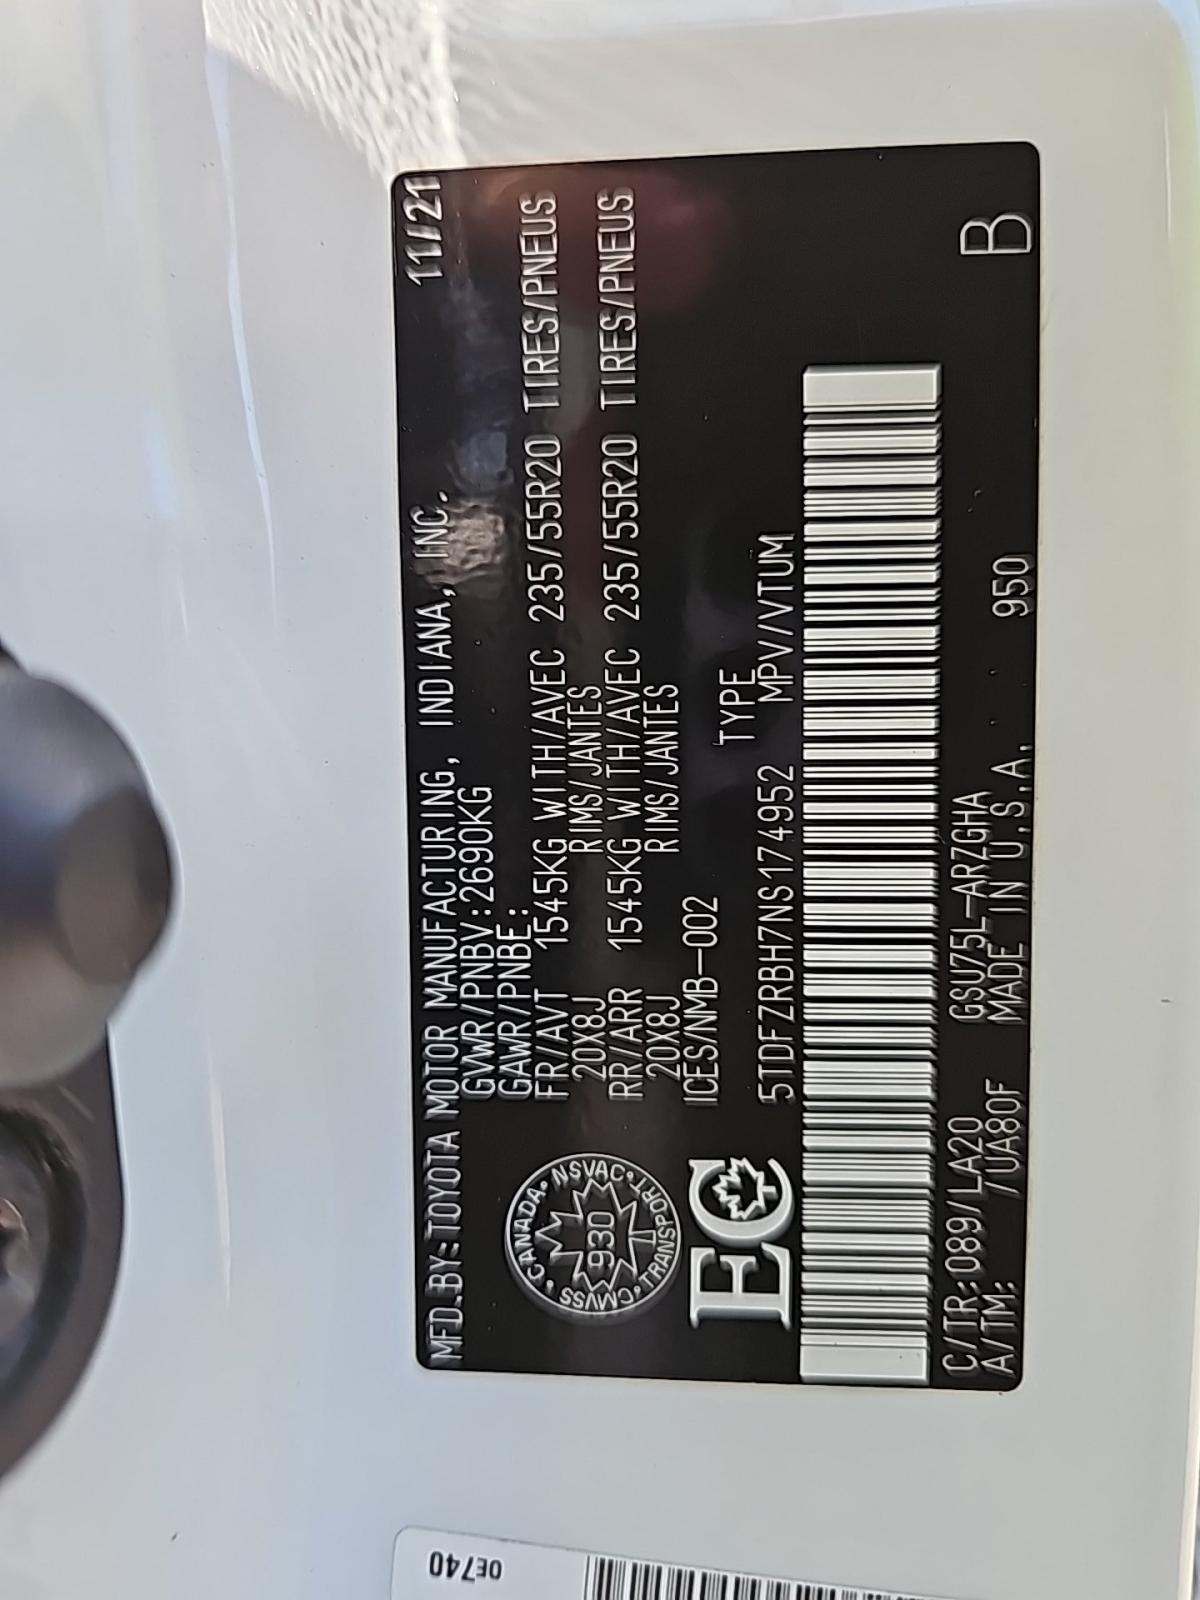 MFD.BY:TOYOTA MOTOR MANUFACTURING, INDIANA, INC. 11/21
GVWR/PNBV:2690KG
GAWR/PNBE:
FR/AVT 1545KG WITH/AVEC 235/55R20 TIRES/PNEUS
20X8J RIMS/JANTES
RR/ARR 1545KG WITH/AVEC 235/55R20 TIRES/PNEUS
20X8J RIMS/JANTES
ICES/NMB-002
CANADA • NSVAC • TRANSPORT • CMVSS •
930
EC
TYPE
5TDFZRBH7NS174952 MPV/VTUM
C/TR:089/LA20 GSU75L-ARZGHA
A/TM: /UA80F MADE IN U.S.A. 950 B
0E740